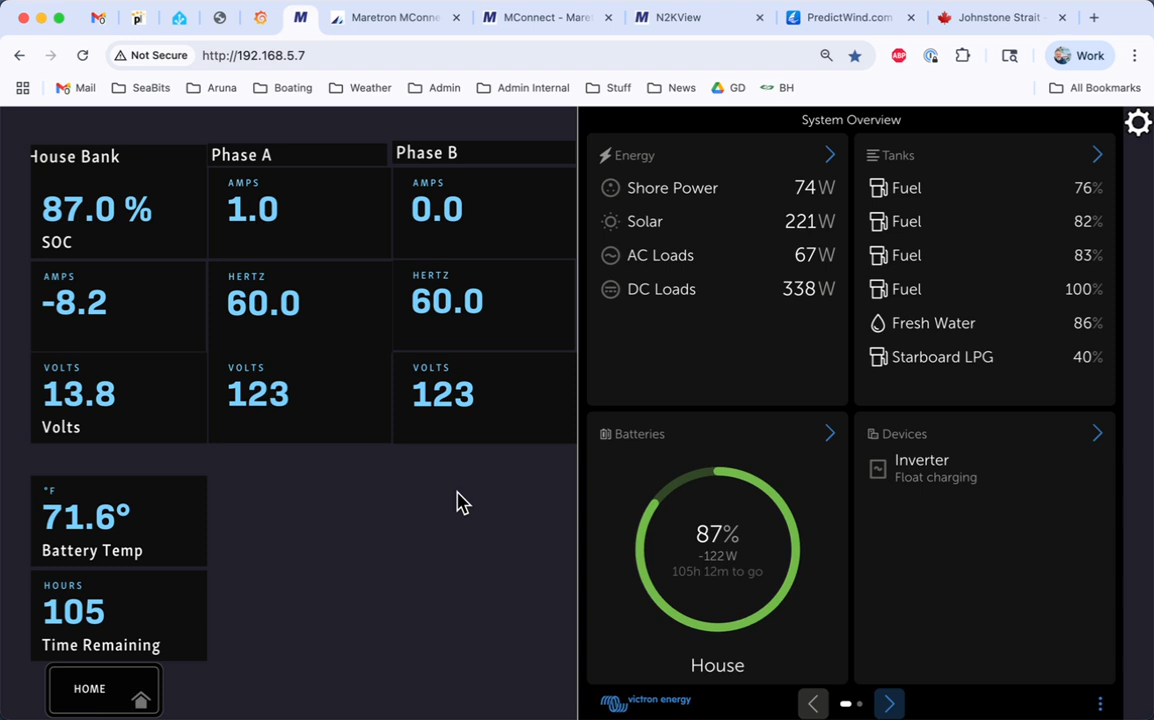 Maretron MConne
MConnect - Mare
N2KView
PredictWind.com
Johnstone Strait -
Not Secure
http://192.168.5.7
ABP
Work
Mail
SeaBits
Aruna
Boating
Weather
Admin
Admin Internal
Stuff
News
GD
BH
All Bookmarks
House Bank
Phase A
Phase B
87.0 %
SOC
AMPS
1.0
AMPS
0.0
AMPS
-8.2
HERTZ
60.0
HERTZ
60.0
VOLTS
13.8
Volts
VOLTS
123
VOLTS
123
°F
71.6°
Battery Temp
HOURS
105
Time Remaining
HOME
System Overview
Energy
Shore Power 74W
Solar 221W
AC Loads 67W
DC Loads 338W
Tanks
Fuel 76%
Fuel 82%
Fuel 83%
Fuel 100%
Fresh Water 86%
Starboard LPG 40%
Batteries
87%
-122W
105h 12m to go
House
Devices
Inverter
Float charging
victron energy